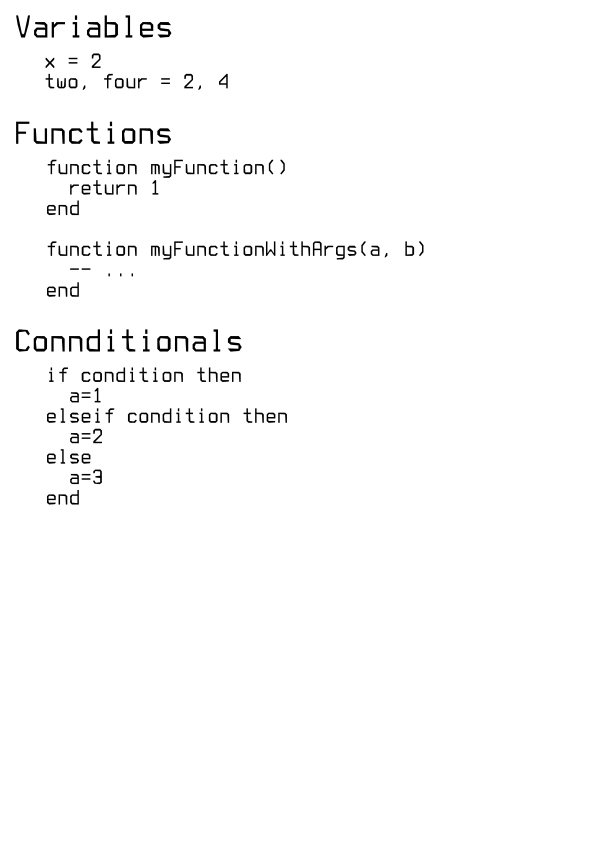 Variables
x = 2
two, four = 2, 4
Functions
function myFunction()
return 1
end
function myFunctionWithArgs(a, b)
-- ...
end
Connditionals
if condition then
a=1
elseif condition then
a=2
else
a=3
end